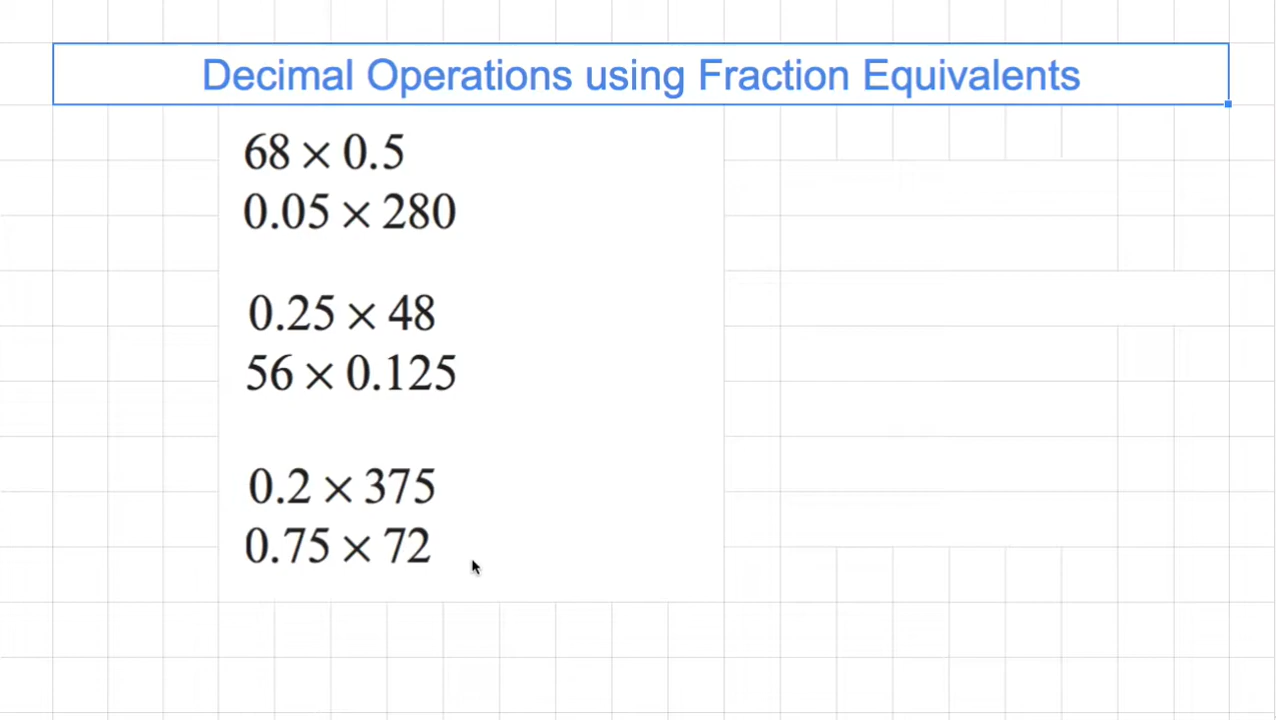 Decimal Operations using Fraction Equivalents
68 × 0.5
0.05 × 280
0.25 × 48
56 × 0.125
0.2 × 375
0.75 × 72